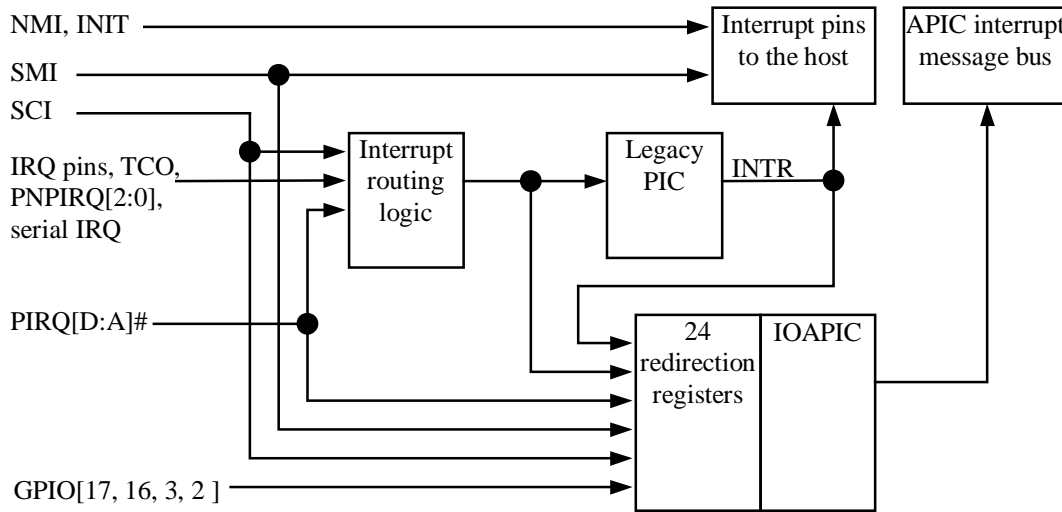 NMI, INIT
SMI
SCI
IRQ pins, TCO,
PNPIRQ[2:0],
serial IRQ
PIRQ[D:A]#
GPIO[17, 16, 3, 2 ]
Interrupt
routing
logic
Legacy
PIC
INTR
Interrupt pins
to the host
APIC interrupt
message bus
24
redirection
registers
IOAPIC